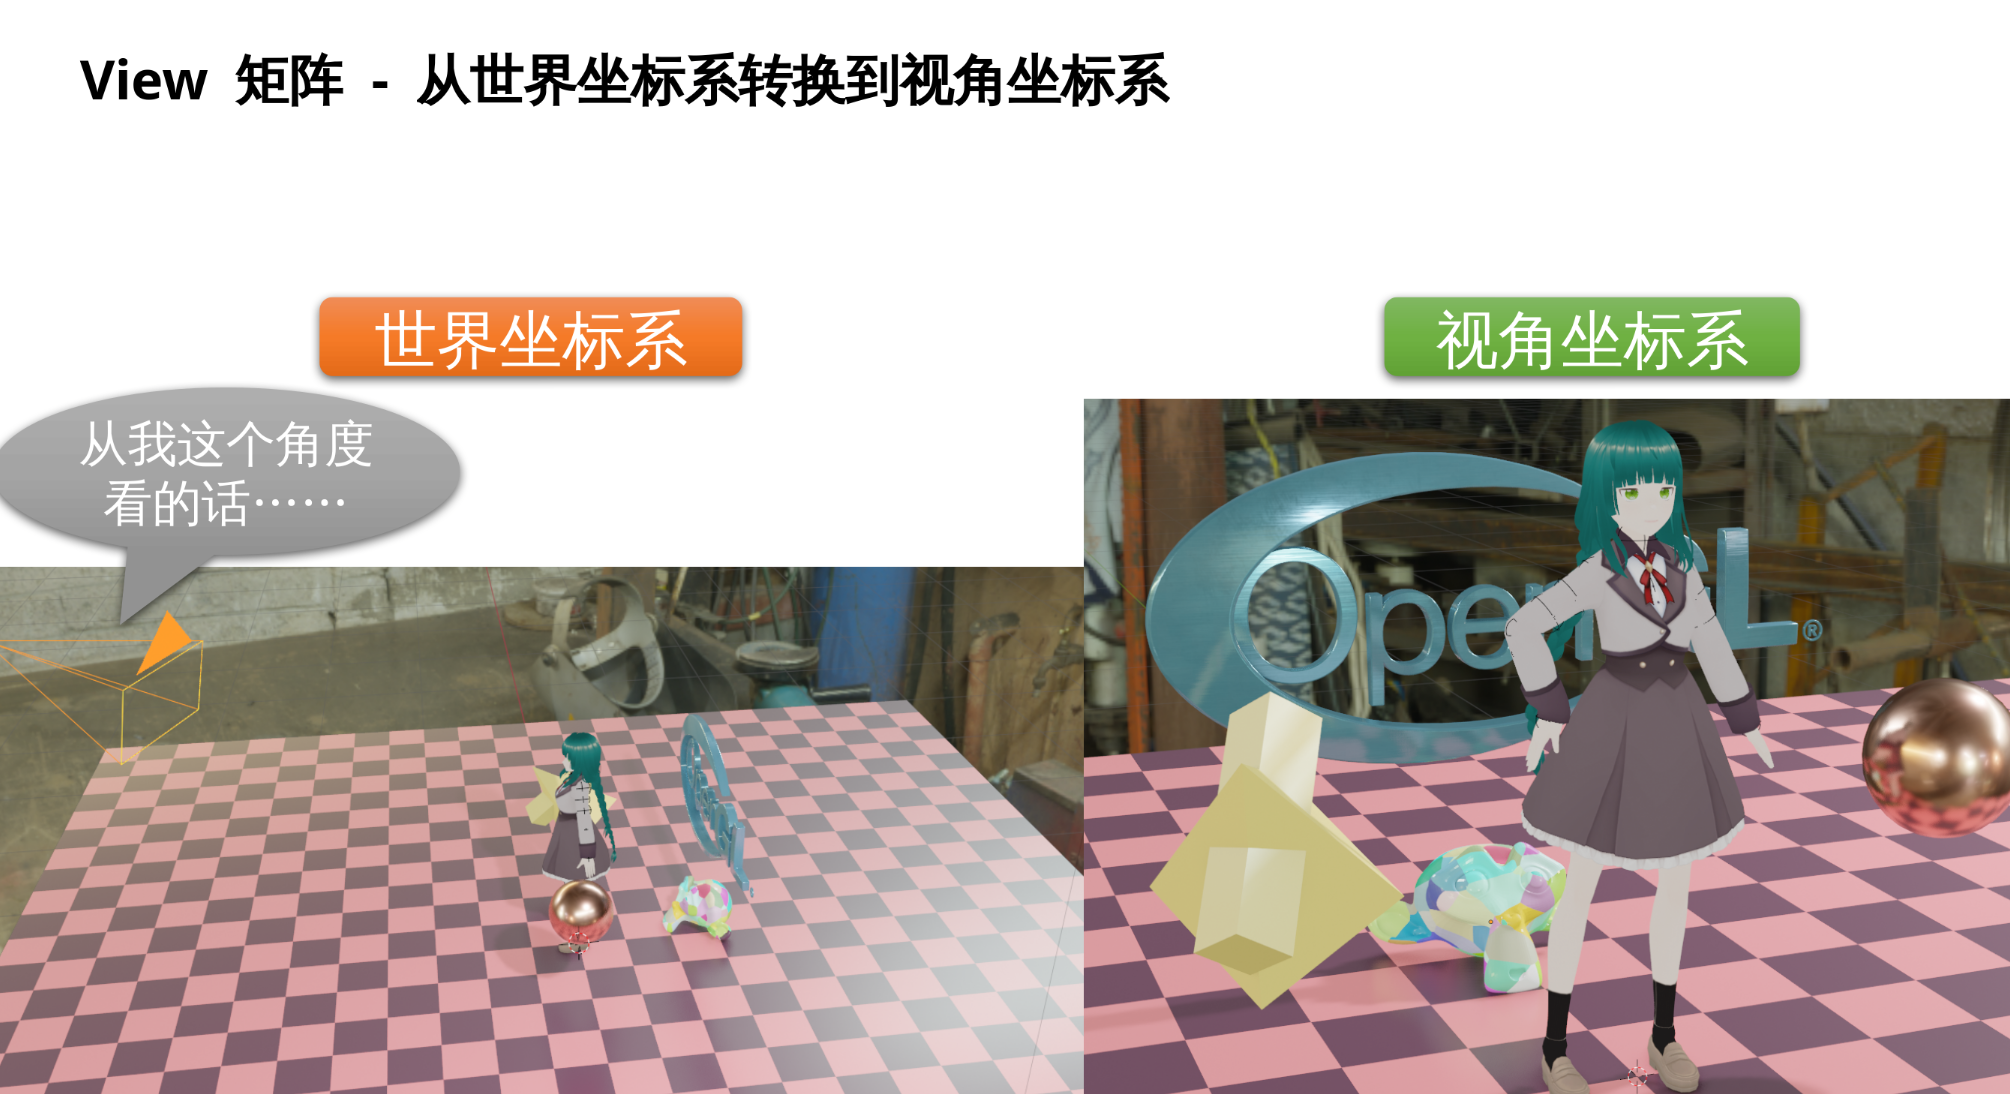 View 矩阵 - 从世界坐标系转换到视角坐标系
世界坐标系
视角坐标系
从我这个角度
看的话……
Open L®